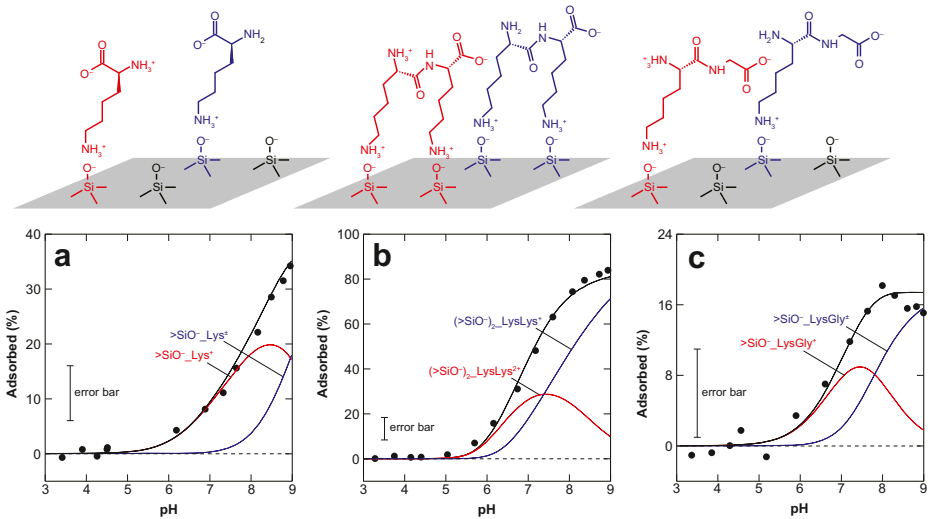 O
O⁻
NH₃⁺
NH₃⁺
O⁻
Si
O⁻
Si
O
O⁻
NH₂
NH₃⁺
O⁻
Si
O⁻
Si
NH₃⁺
H
N
O
O⁻
O
NH₃⁺
NH₃⁺
O⁻
Si
O⁻
Si
NH₂
H
N
O
O⁻
O
NH₃⁺
NH₃⁺
O⁻
Si
O⁻
Si
O
NH
O⁻
O
NH₃⁺
O⁻
Si
O⁻
Si
H₂N
O
NH
O⁻
O
NH₃⁺
O⁻
Si
O⁻
Si
a
Adsorbed (%)
40
30
20
10
0
>SiO⁻_Lys±
>SiO⁻_Lys⁺
error bar
3 4 5 6 7 8 9
pH
b
Adsorbed (%)
100
80
60
40
20
0
(>SiO⁻)₂_LysLys⁺
(>SiO⁻)₂_LysLys²⁺
error bar
3 4 5 6 7 8 9
pH
c
Adsorbed (%)
24
16
8
0
>SiO⁻_LysGly±
>SiO⁻_LysGly⁺
error bar
3 4 5 6 7 8 9
pH